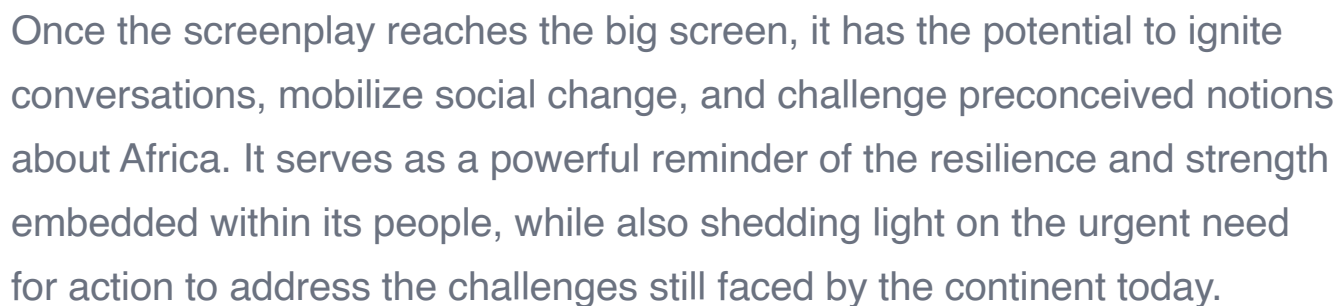 Once the screenplay reaches the big screen, it has the potential to ignite
conversations, mobilize social change, and challenge preconceived notions
about Africa. It serves as a powerful reminder of the resilience and strength
embedded within its people, while also shedding light on the urgent need
for action to address the challenges still faced by the continent today.